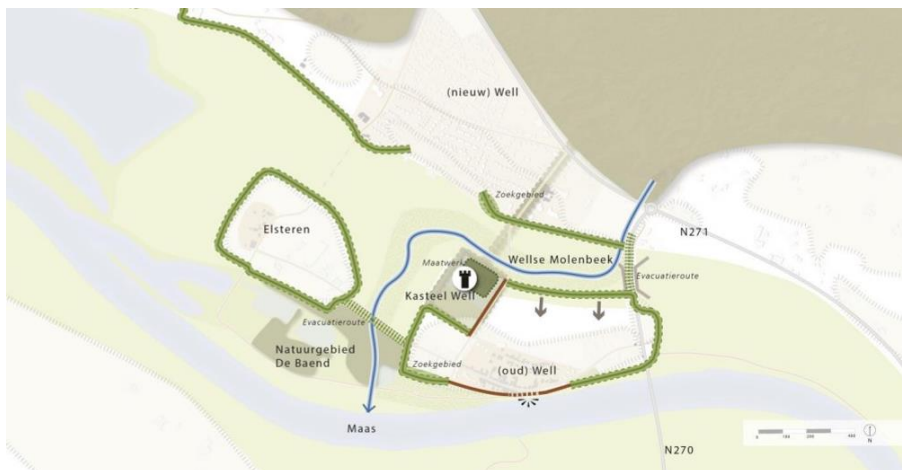 (nieuw) Well
Zoekgebied
Elsteren
N271
Wellse Molenbeek
Evacuatieroute
Kasteel Well
Evacuatieroute
Natuurgebied
De Baend
Zoekgebied
(oud) Well
Maas
N270
N